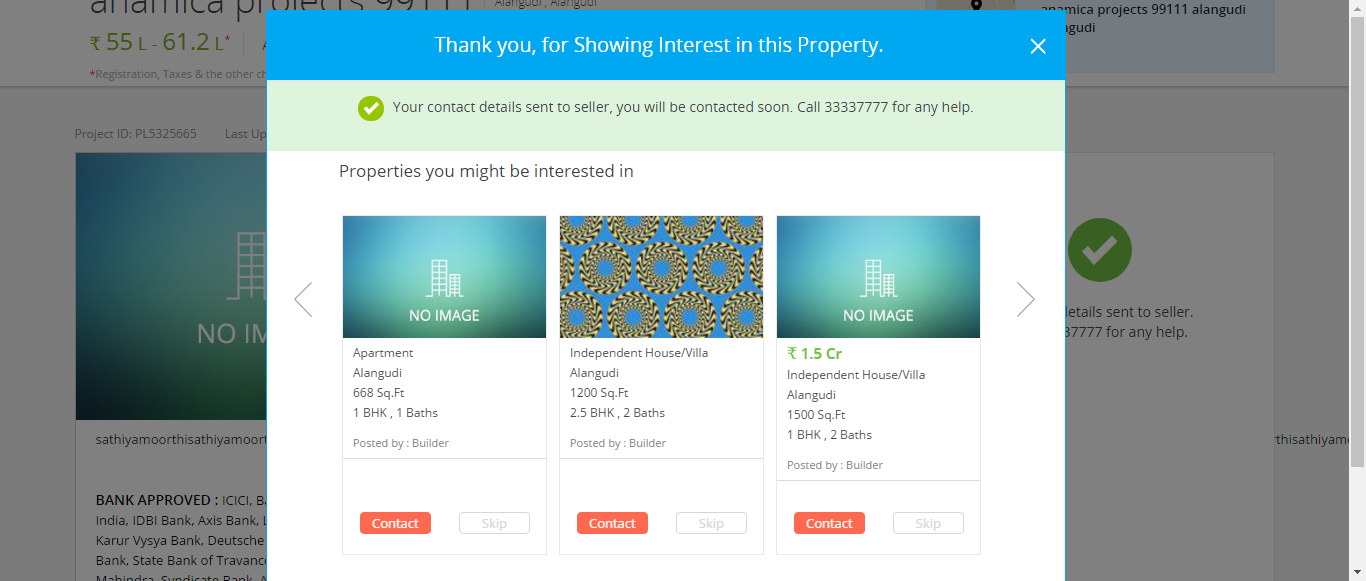 anamica projects 99111
Alangudi , Alangudi
₹ 55 L - 61.2 L*
*Registration, Taxes & the other
anamica projects 99111 alangudi
Project ID: PL5325665
Last
Thank you, for Showing Interest in this Property.
Your contact details sent to seller, you will be contacted soon. Call 33337777 for any help.
Properties you might be interested in
NO IMAGE
Apartment
Alangudi
668 Sq.Ft
1 BHK , 1 Baths
Posted by : Builder
Contact
Skip
Independent House/Villa
Alangudi
1200 Sq.Ft
2.5 BHK , 2 Baths
Posted by : Builder
Contact
Skip
NO IMAGE
₹ 1.5 Cr
Independent House/Villa
Alangudi
1500 Sq.Ft
1 BHK , 2 Baths
Posted by : Builder
Contact
Skip
details sent to seller.
37777 for any help.
NO
sathiyamoorthisathiyamoort
thisathiyamo
BANK APPROVED : ICICI,
India, IDBI Bank, Axis Bank,
Karur Vysya Bank, Deutsche
Bank, State Bank of Travanc
Mahindra, Syndicate Bank,